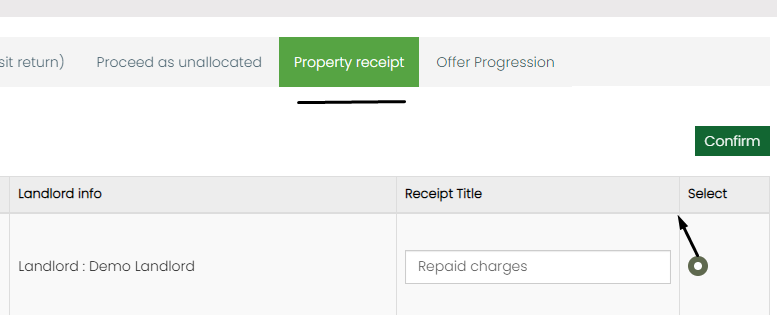 sit return) Proceed as unallocated Property receipt Offer Progression
Confirm
Landlord info Receipt Title Select
Landlord : Demo Landlord Repaid charges